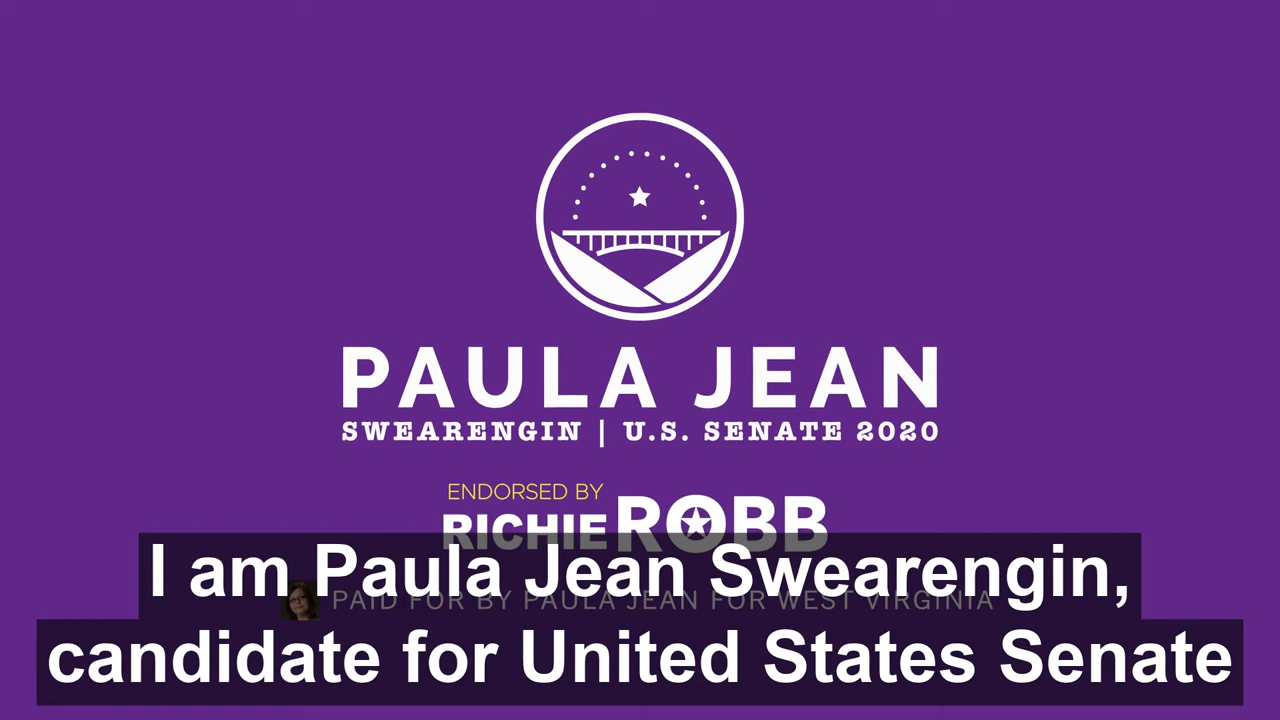 PAULA JEAN
SWEARENGIN | U.S. SENATE 2020
ENDORSED BY
RICHIE ROBB
I am Paula Jean Swearengin,
PAID FOR BY PAULA JEAN FOR WEST VIRGINIA
candidate for United States Senate